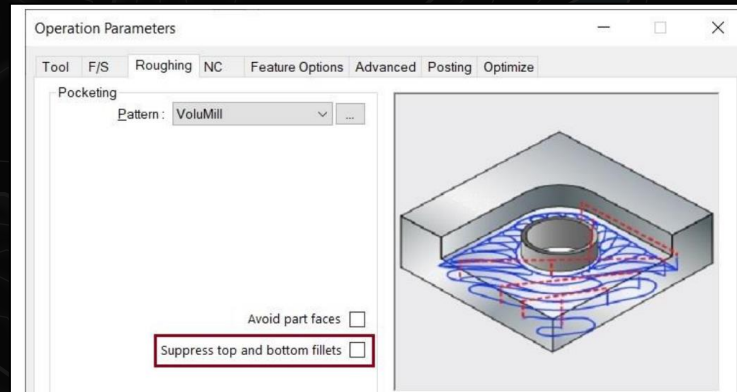 Operation Parameters
Tool F/S Roughing NC Feature Options Advanced Posting Optimize
Pocketing
Pattern : VoluMill ...
Avoid part faces
Suppress top and bottom fillets